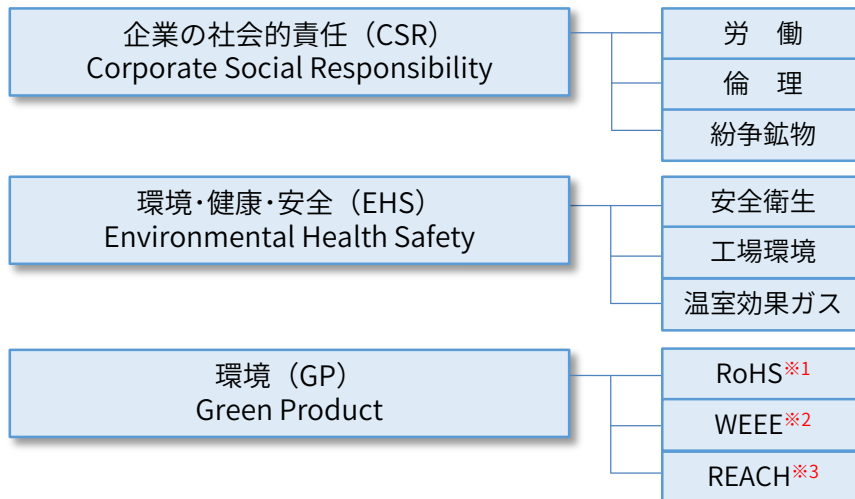 企業の社会的責任（CSR）
Corporate Social Responsibility
労　働
倫　理
紛争鉱物
環境･健康･安全（EHS）
Environmental Health Safety
安全衛生
工場環境
温室効果ガス
環境（GP）
Green Product
RoHS※1
WEEE※2
REACH※3